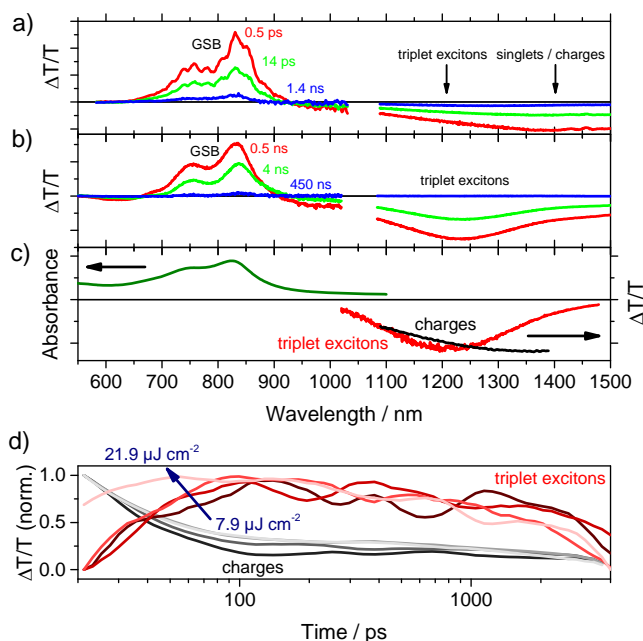 a)
ΔT/T
GSB
0.5 ps
14 ps
1.4 ns
triplet excitons
singlets / charges
b)
ΔT/T
GSB
0.5 ns
4 ns
450 ns
triplet excitons
c)
Absorbance
ΔT/T
triplet excitons
charges
600 700 800 900 1000 1100 1200 1300 1400 1500
Wavelength / nm
d)
ΔT/T (norm.)
1.0
0.5
0.0
21.9 µJ cm-2
7.9 µJ cm-2
triplet excitons
charges
100 1000
Time / ps